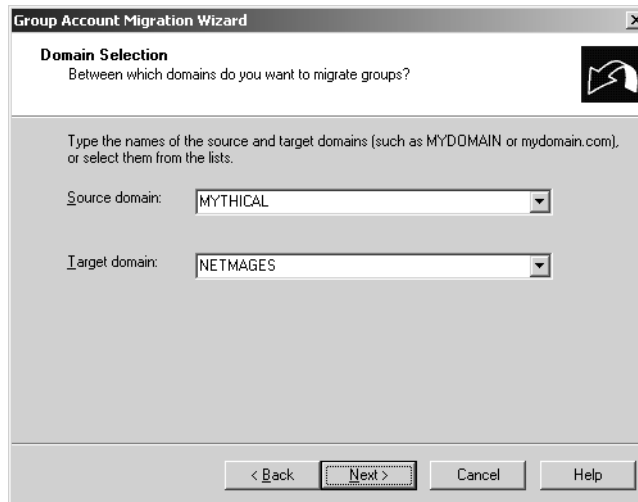 Group Account Migration Wizard
Domain Selection
Between which domains do you want to migrate groups?
Type the names of the source and target domains (such as MYDOMAIN or mydomain.com),
or select them from the lists.
Source domain: MYTHICAL
Target domain: NETMAGES
< Back Next > Cancel Help